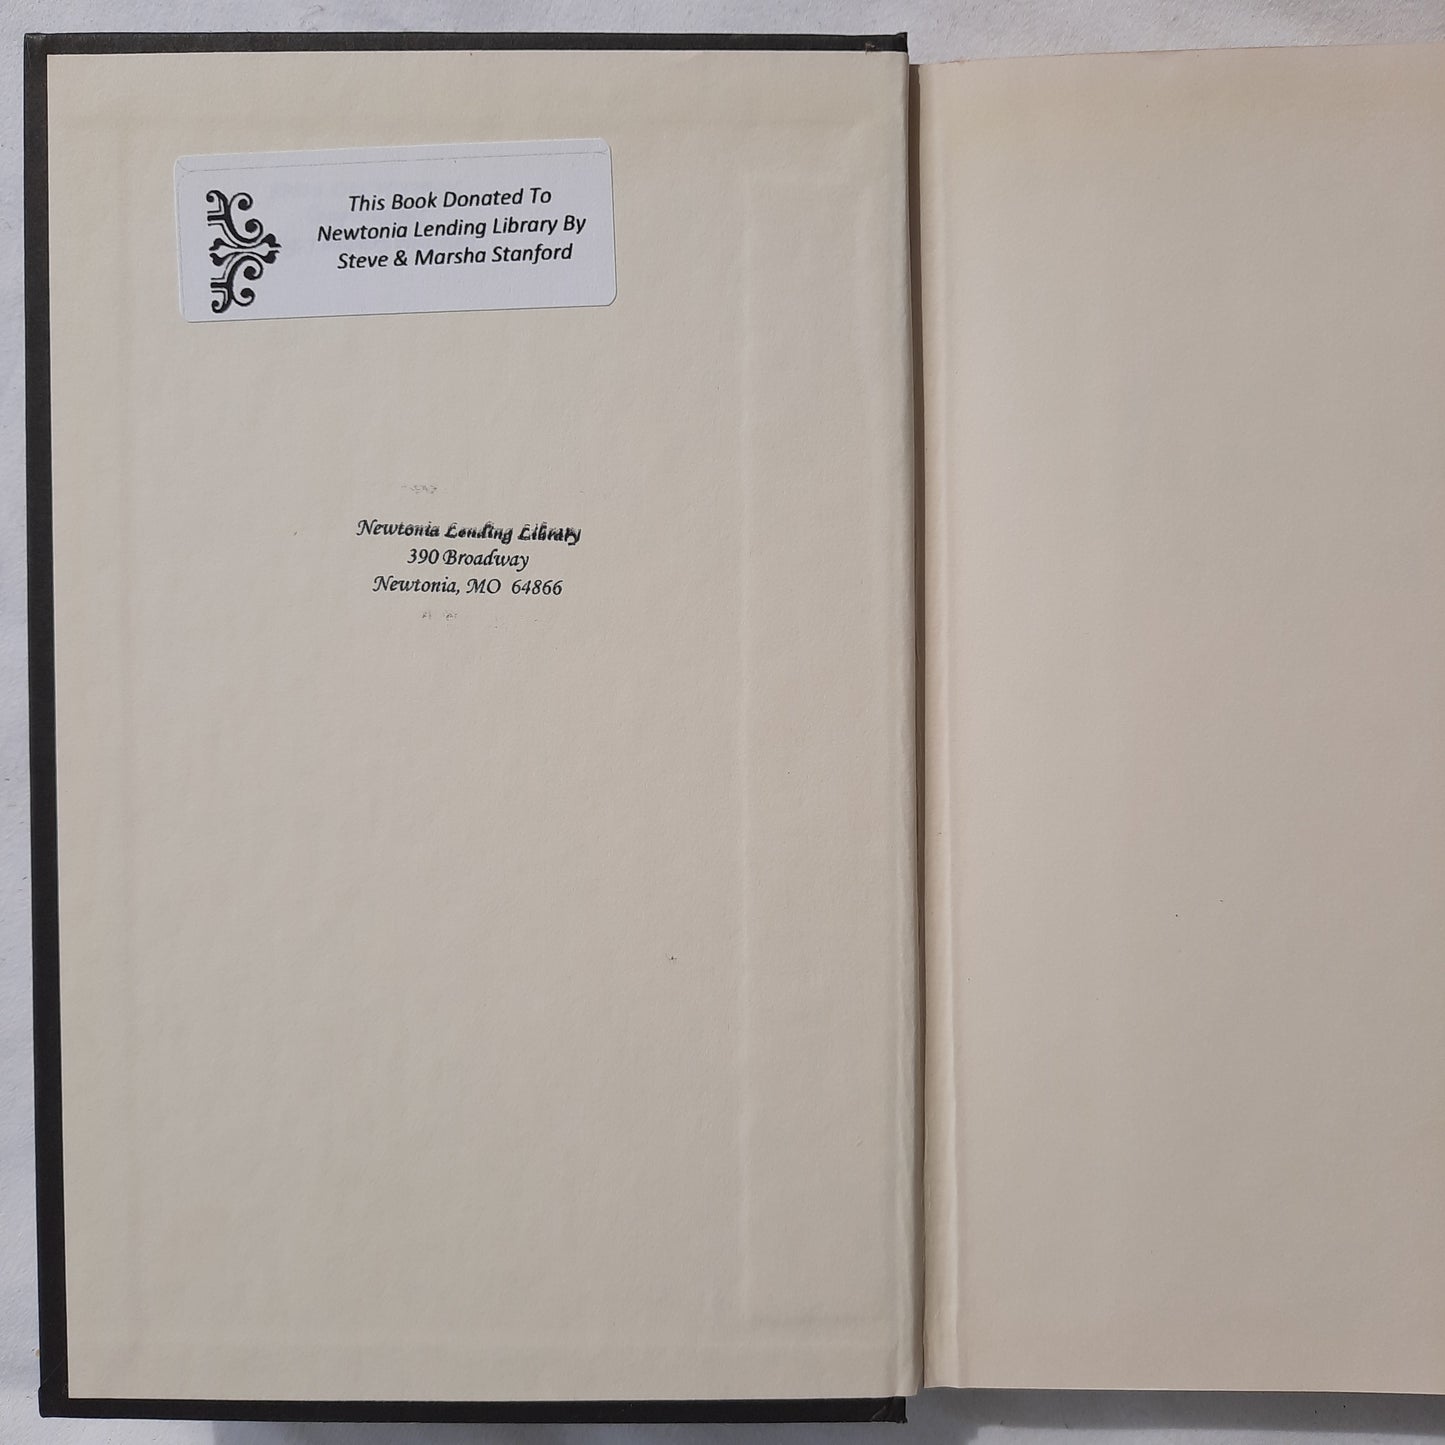 This Book Donated To
Newtonia Lending Library By
Steve & Marsha Stanford
Newtonia Lending Library
390 Broadway
Newtonia, MO 64866